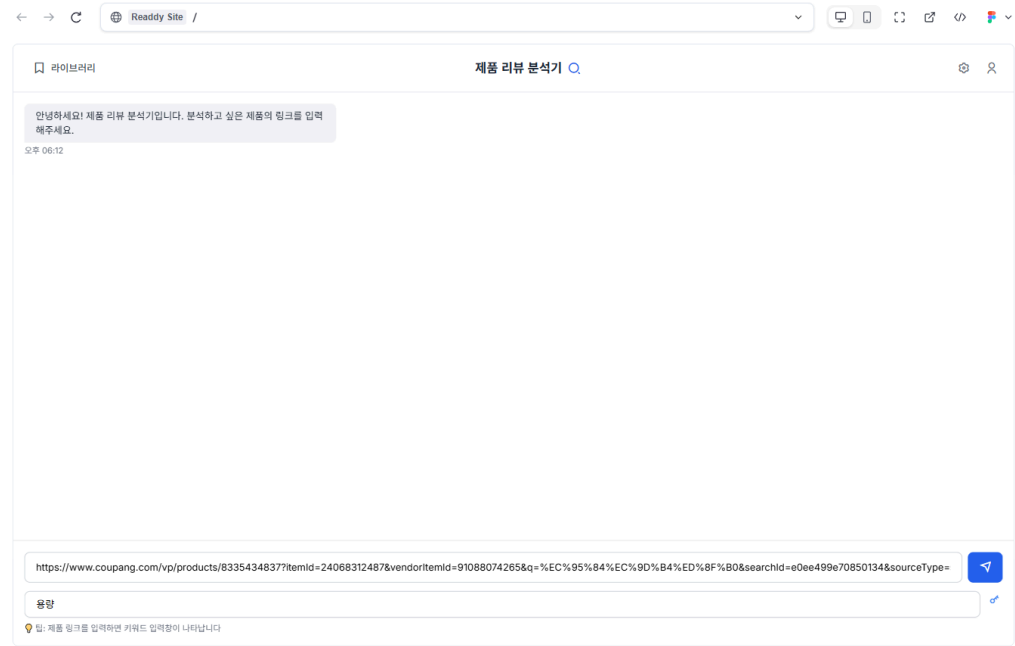 Readdy Site /
라이브러리
제품 리뷰 분석기
안녕하세요! 제품 리뷰 분석기입니다. 분석하고 싶은 제품의 링크를 입력
해주세요.
오후 06:12
https://www.coupang.com/vp/products/8335434837?itemId=24068312487&vendorItemId=91088074265&q=%EC%95%84%EC%9D%B4%ED%8F%B0&searchId=e0ee499e70850134&sourceType=
용량
팁: 제품 링크를 입력하면 키워드 입력창이 나타납니다